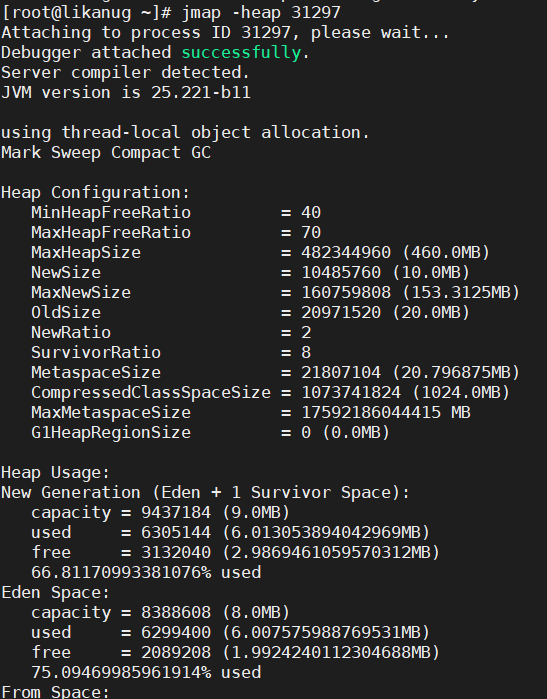 [root@likanug ~]# jmap -heap 31297
Attaching to process ID 31297, please wait...
Debugger attached successfully.
Server compiler detected.
JVM version is 25.221-b11
using thread-local object allocation.
Mark Sweep Compact GC
Heap Configuration:
MinHeapFreeRatio = 40
MaxHeapFreeRatio = 70
MaxHeapSize = 482344960 (460.0MB)
NewSize = 10485760 (10.0MB)
MaxNewSize = 160759808 (153.3125MB)
OldSize = 20971520 (20.0MB)
NewRatio = 2
SurvivorRatio = 8
MetaspaceSize = 21807104 (20.796875MB)
CompressedClassSpaceSize = 1073741824 (1024.0MB)
MaxMetaspaceSize = 17592186044415 MB
G1HeapRegionSize = 0 (0.0MB)
Heap Usage:
New Generation (Eden + 1 Survivor Space):
capacity = 9437184 (9.0MB)
used = 6305144 (6.013053894042969MB)
free = 3132040 (2.9869461059570312MB)
66.81170993381076% used
Eden Space:
capacity = 8388608 (8.0MB)
used = 6299400 (6.007575988769531MB)
free = 2089208 (1.9924240112304688MB)
75.09469985961914% used
From Space: